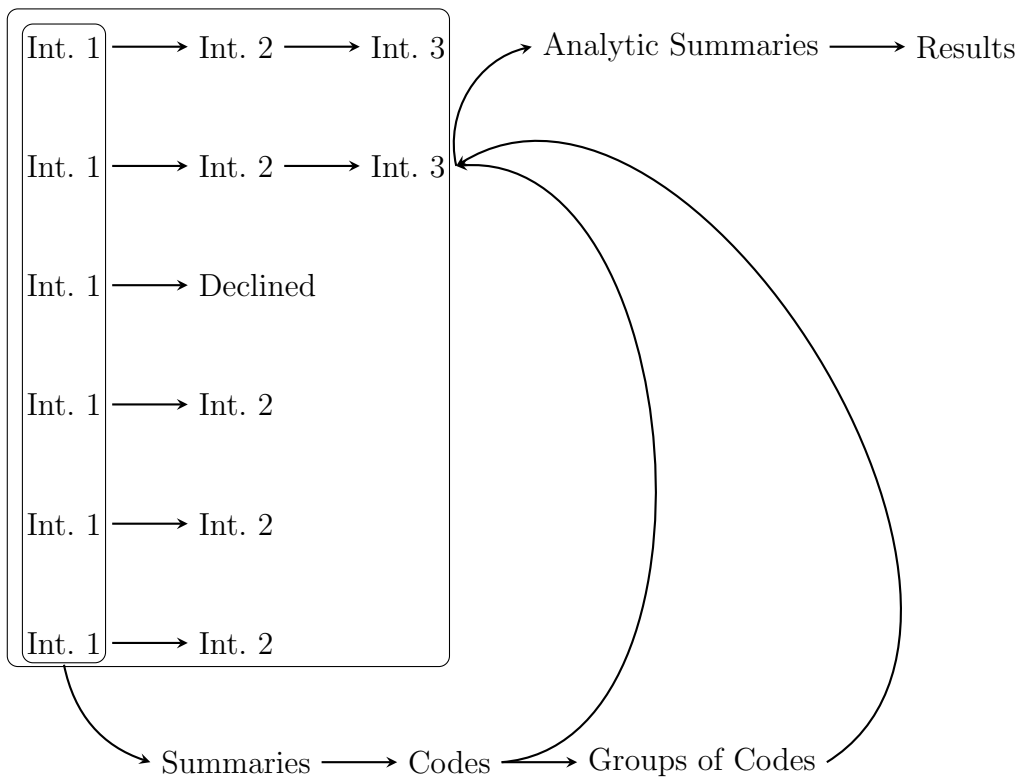 Int. 1 Int. 2 Int. 3 Analytic Summaries Results
Int. 1 Int. 2 Int. 3
Int. 1 Declined
Int. 1 Int. 2
Int. 1 Int. 2
Int. 1 Int. 2
Summaries Codes Groups of Codes